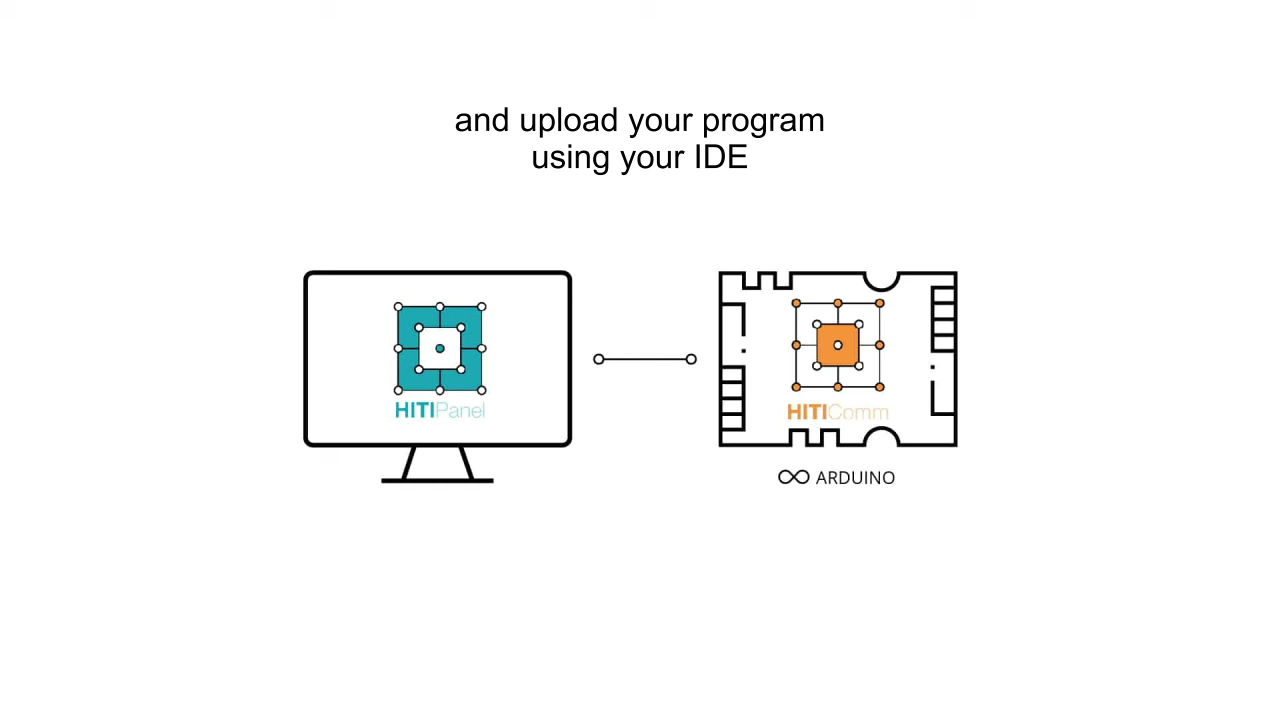 and upload your program
using your IDE
HITIPanel
HITIComm
ARDUINO